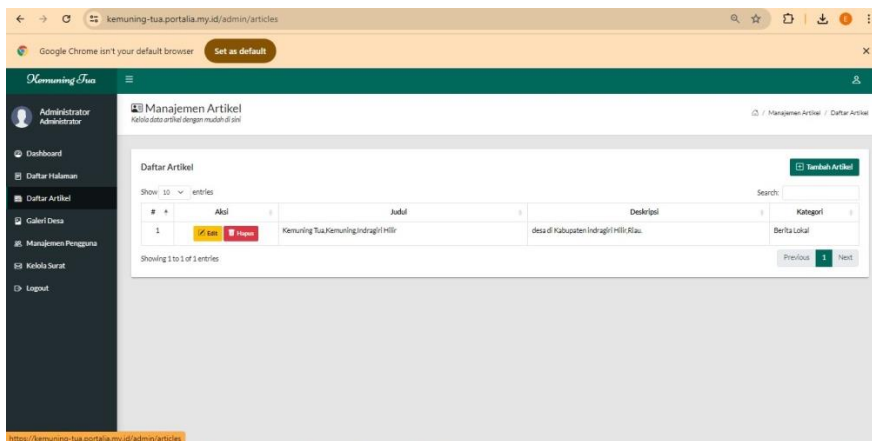 kemuning-tua.portalia.my.id/admin/articles
Google Chrome isn't your default browser
Set as default
Kemuning Tua
Administrator
Administrator
Dashboard
Daftar Halaman
Daftar Artikel
Galeri Desa
Manajemen Pengguna
Kelola Surat
Logout
Manajemen Artikel
Kelola data artikel dengan mudah di sini
/ Manajemen Artikel / Daftar Artikel
Daftar Artikel
Tambah Artikel
Show 10 entries
Search:
# Aksi Judul Deskripsi Kategori
1 Edit Hapus Kemuning Tua,Kemuning,Indragiri Hilir desa di Kabupaten Indragiri Hilir,Riau. Berita Lokal
Showing 1 to 1 of 1 entries
Previous 1 Next
https://kemuning-tua.portalia.my.id/admin/articles